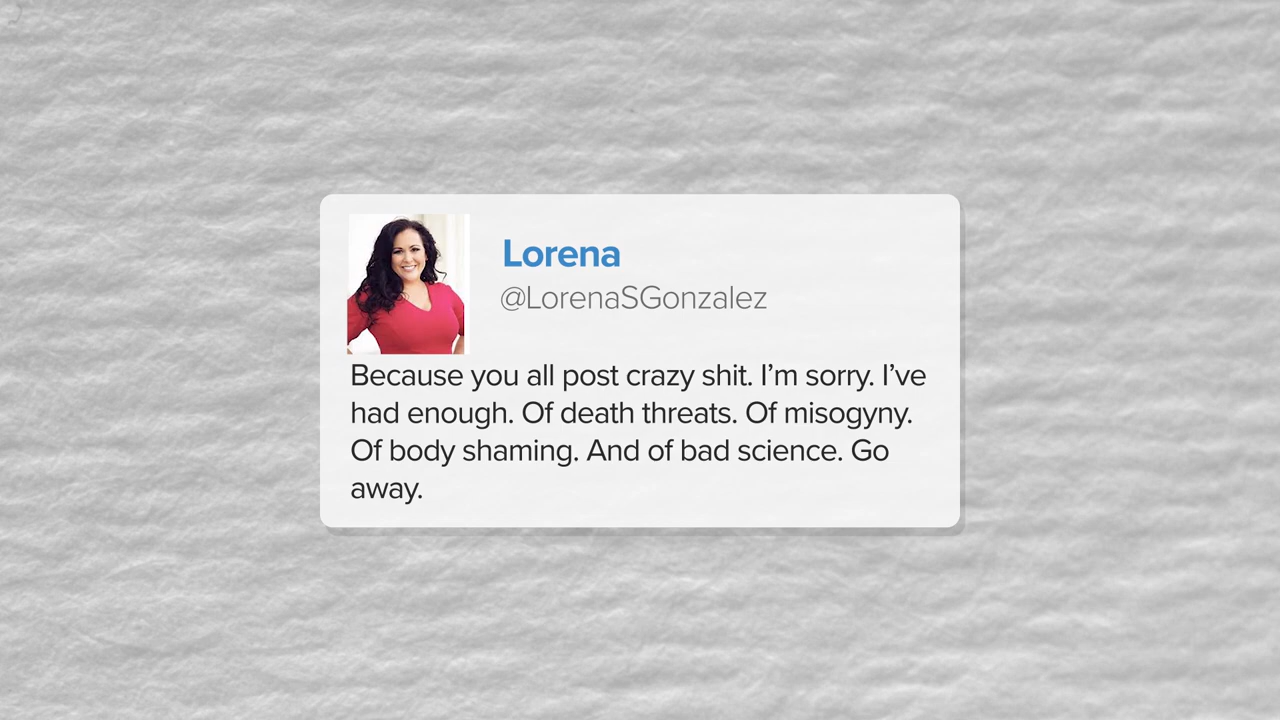 Lorena
@LorenaSGonzalez
Because you all post crazy shit. I’m sorry. I’ve
had enough. Of death threats. Of misogyny.
Of body shaming. And of bad science. Go
away.